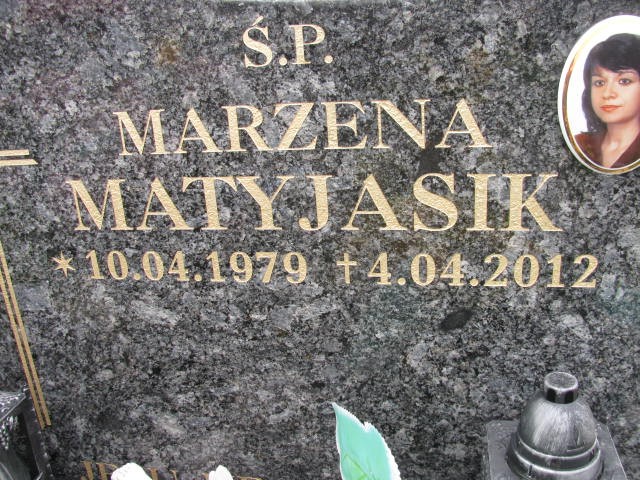 Ś.P.
MARZENA
MATYJASIK
*10.04.1979 †4.04.2012